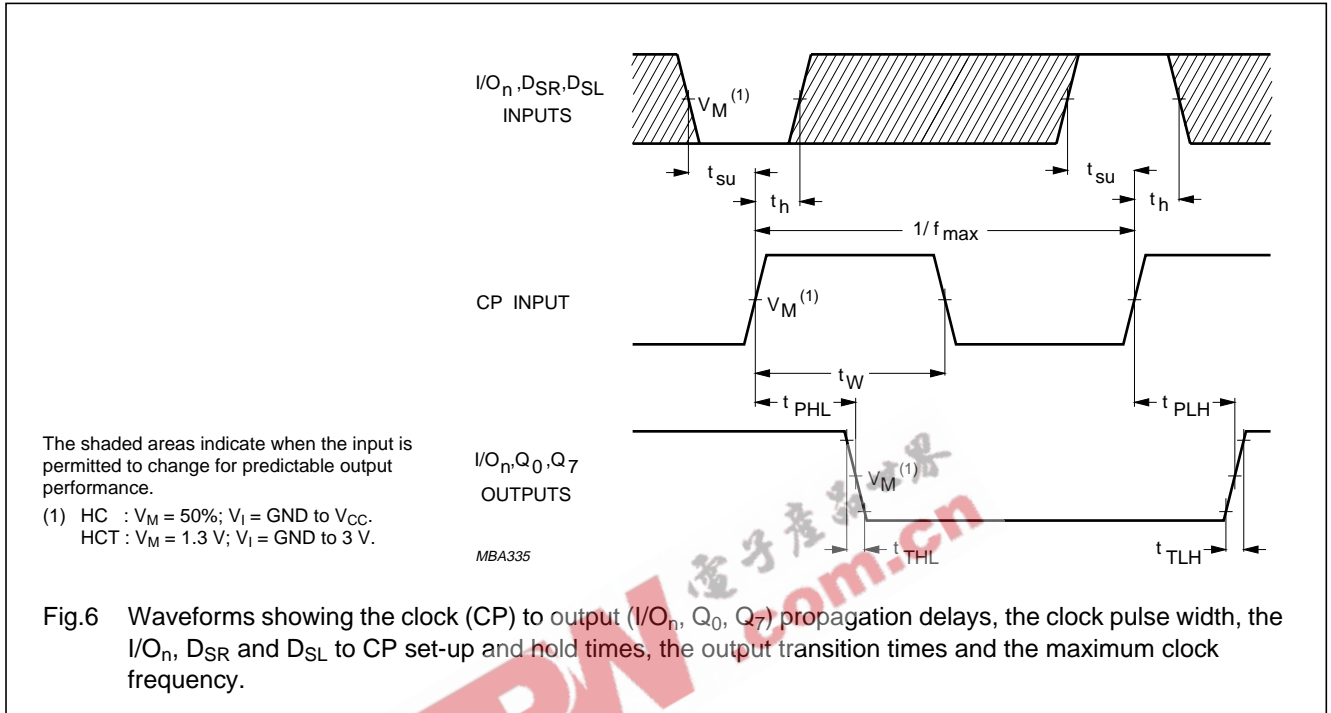 I/On,DSR,DSL
INPUTS
VM(1)
tsu
th
tsu
th
1/fmax
CP INPUT
VM(1)
tW
tPHL
tPLH
The shaded areas indicate when the input is
permitted to change for predictable output
performance.
(1) HC : VM = 50%; VI = GND to VCC.
HCT : VM = 1.3 V; VI = GND to 3 V.
I/On,Q0,Q7
OUTPUTS
VM(1)
MBA335
tTHL
tTLH
電子產品世界
.com.cn
Fig.6 Waveforms showing the clock (CP) to output (I/On, Q0, Q7) propagation delays, the clock pulse width, the
I/On, DSR and DSL to CP set-up and hold times, the output transition times and the maximum clock
frequency.